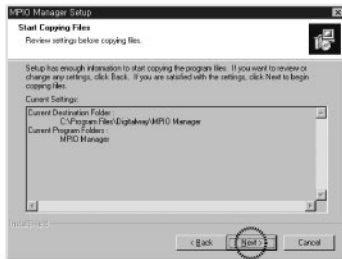 MPIO Manager Setup
Start Copying Files
Review settings before copying files.
Setup has enough information to start copying the program files. If you want to review or
change any settings, click Back. If you are satisfied with the settings, click Next to begin
copying files.
Current Settings:
Current Destination Folder :
C:\Program Files\Digitalway\MPIO Manager
Current Program Folders :
MPIO Manager
InstallShield
< Back
Next >
Cancel